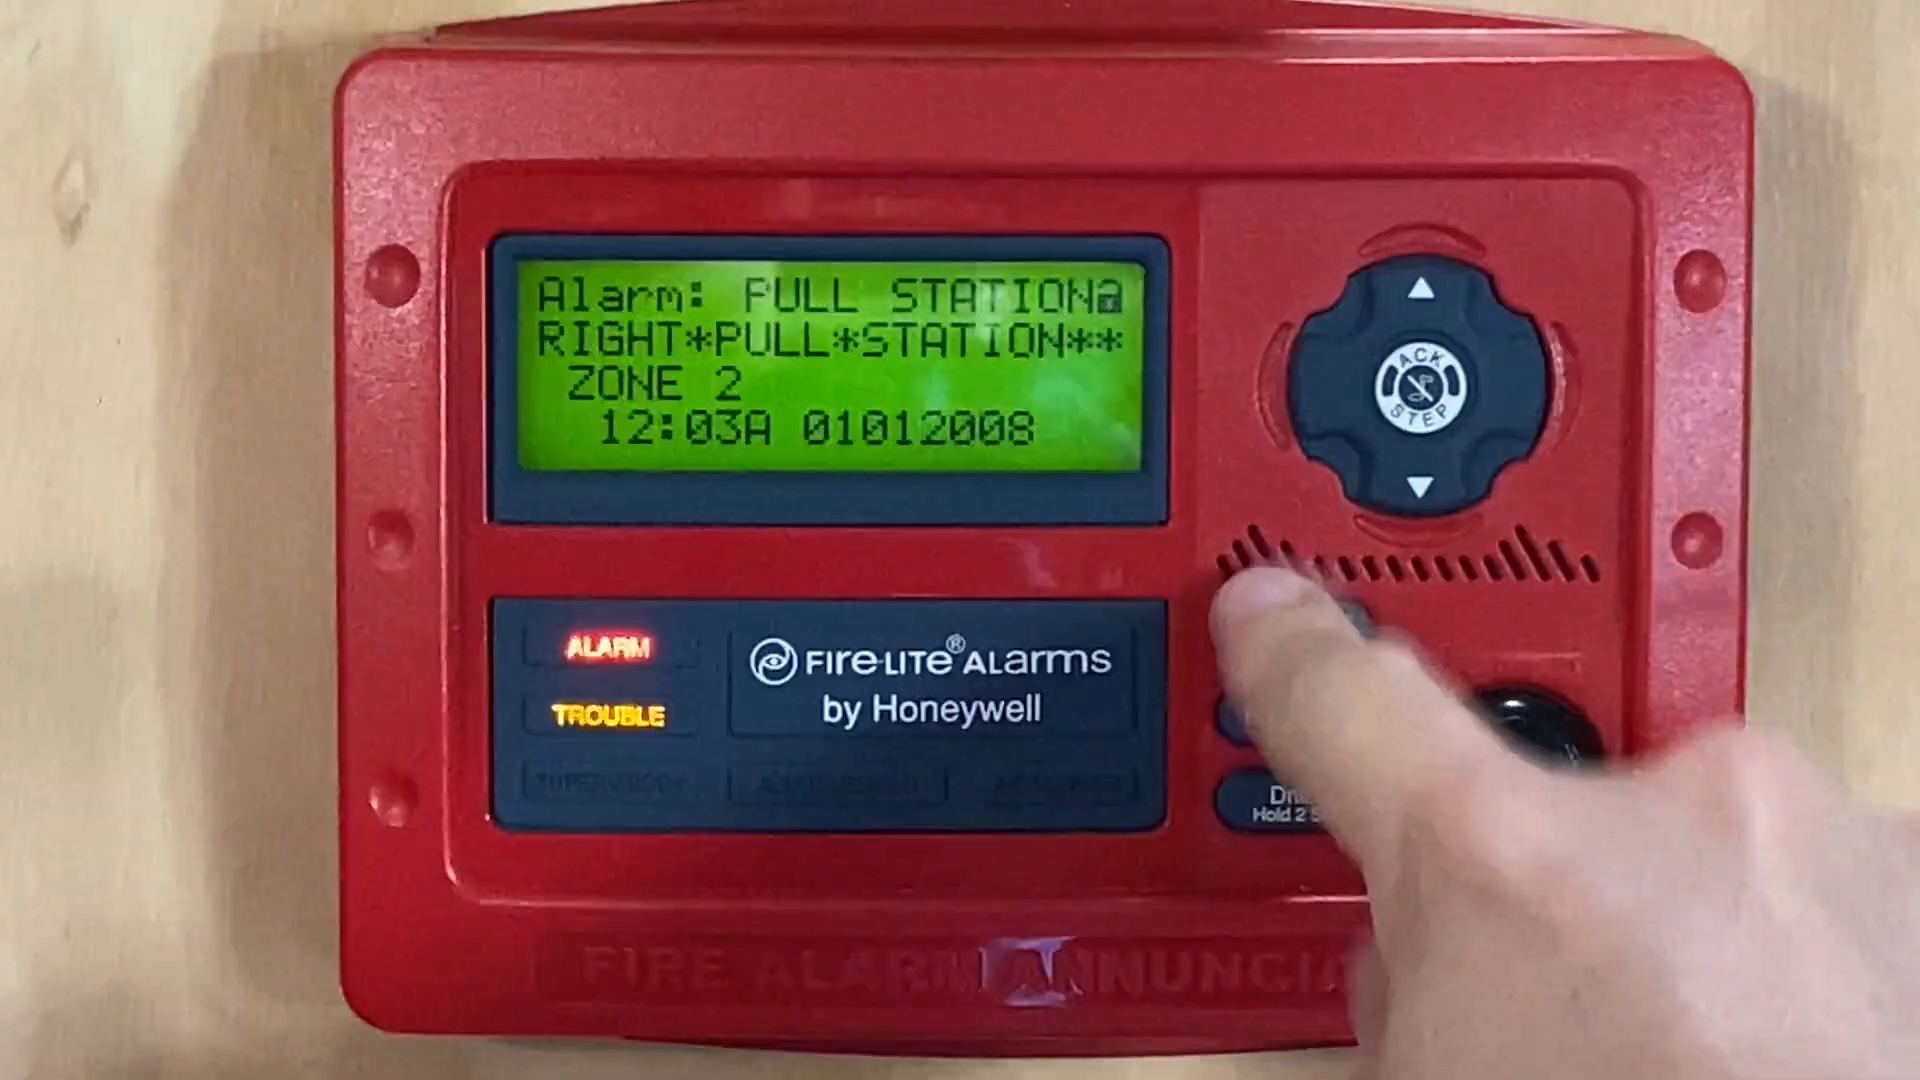 Alarm: PULL STATION
RIGHT*PULL*STATION**
ZONE 2
12:03A 01012008
ACK
STEP
ALARM
TROUBLE
FIRE-LITE® ALARMS
by Honeywell
SUPERVISORY
Hold 2
FIRE ALARM ANNUNCIA